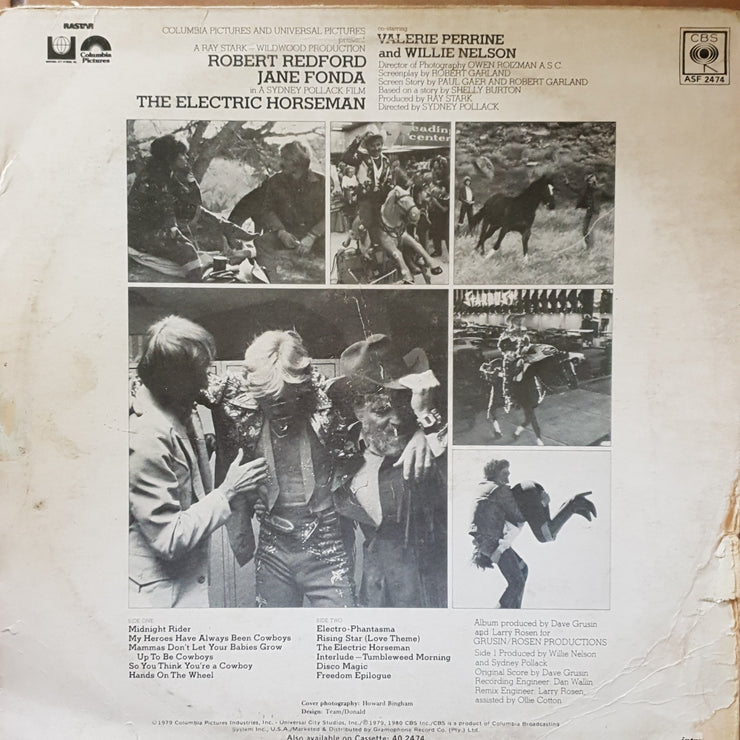 RASTAR
Columbia
Pictures
COLUMBIA PICTURES AND UNIVERSAL PICTURES
present
A RAY STARK – WILDWOOD PRODUCTION
ROBERT REDFORD
JANE FONDA
in A SYDNEY POLLACK FILM
THE ELECTRIC HORSEMAN
co-starring
VALERIE PERRINE
and WILLIE NELSON
Director of Photography OWEN ROIZMAN A.S.C.
Screenplay by ROBERT GARLAND
Screen Story by PAUL GAER AND ROBERT GARLAND
Based on a story by SHELLY BURTON
Produced by RAY STARK
Directed by SYDNEY POLLACK
CBS
ASF 2474
eading
center
SIDE ONE
Midnight Rider
My Heroes Have Always Been Cowboys
Mammas Don't Let Your Babies Grow
Up To Be Cowboys
So You Think You're a Cowboy
Hands On The Wheel
SIDE TWO
Electro-Phantasma
Rising Star (Love Theme)
The Electric Horseman
Interlude – Tumbleweed Morning
Disco Magic
Freedom Epilogue
Album produced by Dave Grusin
and Larry Rosen for
GRUSIN/ROSEN PRODUCTIONS
Side 1 Produced by Willie Nelson
and Sydney Pollack
Original Score by Dave Grusin
Recording Engineer: Dan Wallin
Remix Engineer: Larry Rosen,
assisted by Ollie Cotton.
Cover photography: Howard Bingham
Design: Team/Donald
©1979 Columbia Pictures Industries, Inc. - Universal City Studios, Inc./℗1979, 1980 CBS Inc./CBS is a product of Columbia Broadcasting
System Inc., U.S.A./Marketed & Distributed by Gramophone Record Co. (Pty.) Ltd.
Also available on Cassette: 40 2474